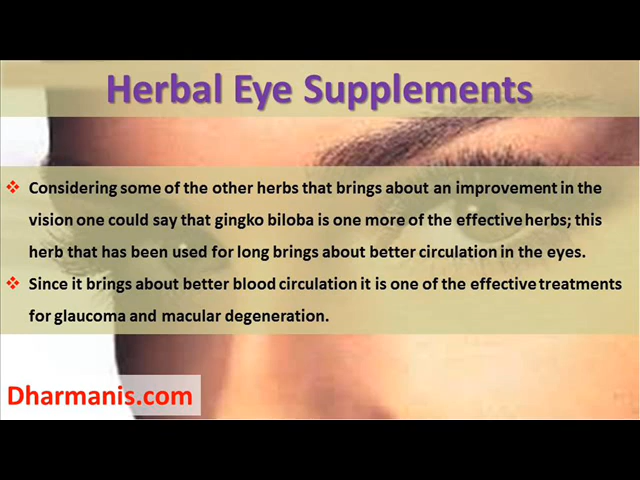 Herbal Eye Supplements
❖ Considering some of the other herbs that brings about an improvement in the
vision one could say that gingko biloba is one more of the effective herbs; this
herb that has been used for long brings about better circulation in the eyes.
❖ Since it brings about better blood circulation it is one of the effective treatments
for glaucoma and macular degeneration.
Dharmanis.com